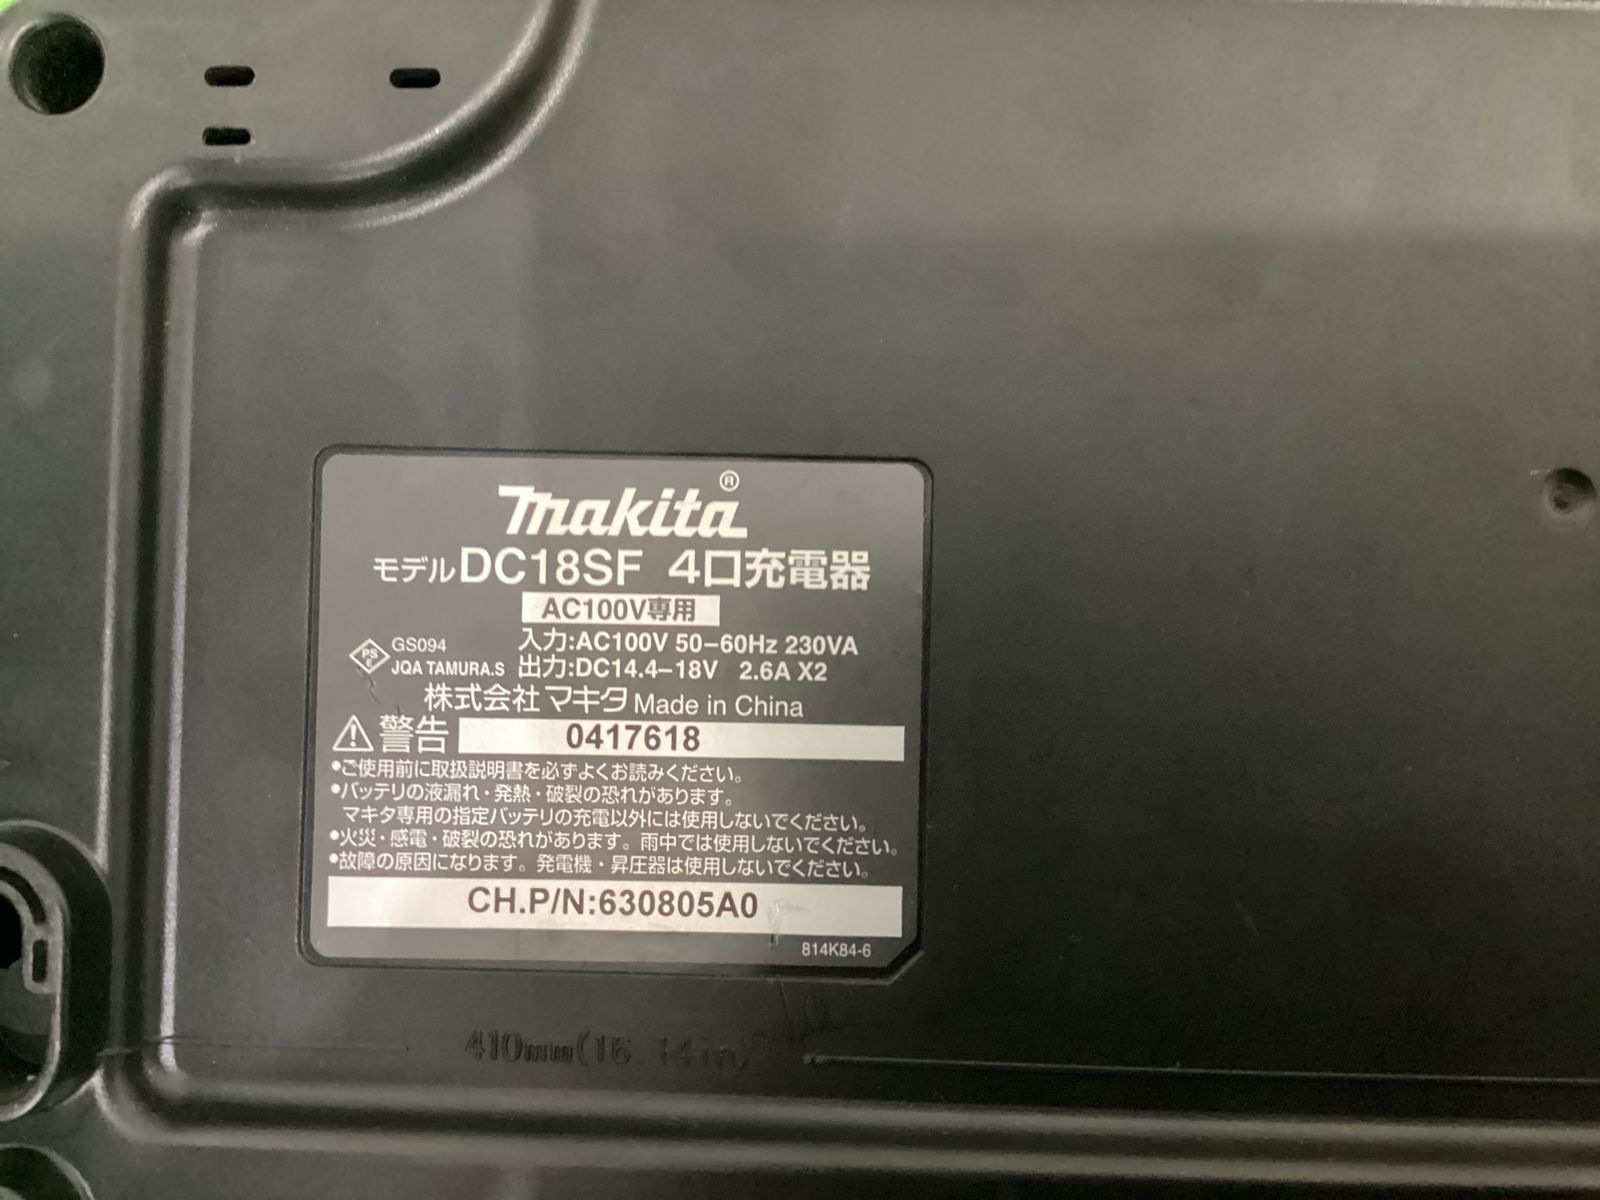 makita®
モデルDC18SF 4口充電器
AC100V専用
PS E GS094 入力:AC100V 50–60Hz 230VA
JQA TAMURA.S 出力:DC14.4–18V 2.6A X2
株式会社マキタ Made in China
警告 0417618
•ご使用前に取扱説明書を必ずよくお読みください。
•バッテリの液漏れ・発熱・破裂の恐れがあります。
マキタ専用の指定バッテリの充電以外には使用しないでください。
•火災・感電・破裂の恐れがあります。雨中では使用しないでください。
•故障の原因になります。発電機・昇圧器は使用しないでください。
CH.P/N:630805A0
814K84-6
410mm(16 14in)